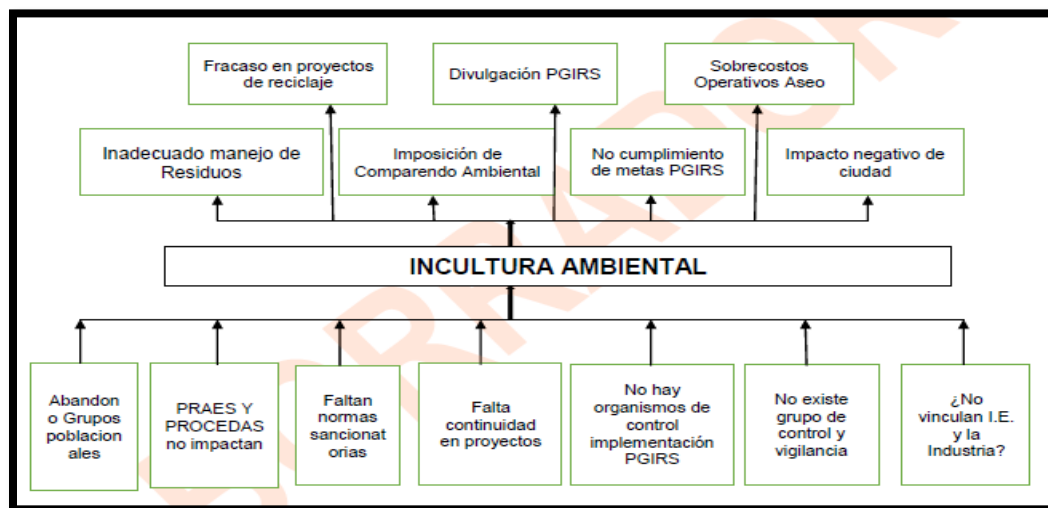 Fracaso en proyectos
de reciclaje
Divulgación PGIRS
Sobrecostos
Operativos Aseo
Inadecuado manejo de
Residuos
Imposición de
Comparendo Ambiental
No cumplimiento
de metas PGIRS
Impacto negativo de
ciudad
INCULTURA AMBIENTAL
Abandon
o Grupos
poblacion
ales
PRAES Y
PROCEDAS
no impactan
Faltan
normas
sancionat
orias
Falta
continuidad
en proyectos
No hay
organismos de
control
implementación
PGIRS
No existe
grupo de
control y
vigilancia
¿No
vinculan I.E.
y la
Industria?
BORRADOR